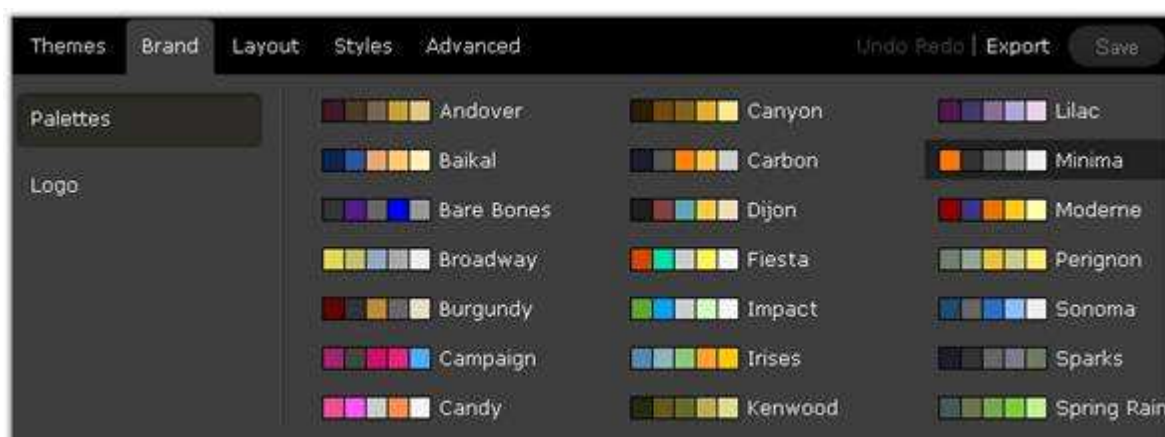 Themes Brand Layout Styles Advanced Undo Redo | Export Save
Palettes
Logo
Andover Canyon Lilac
Baikal Carbon Minima
Bare Bones Dijon Moderne
Broadway Fiesta Perignon
Burgundy Impact Sonoma
Campaign Irises Sparks
Candy Kenwood Spring Rain